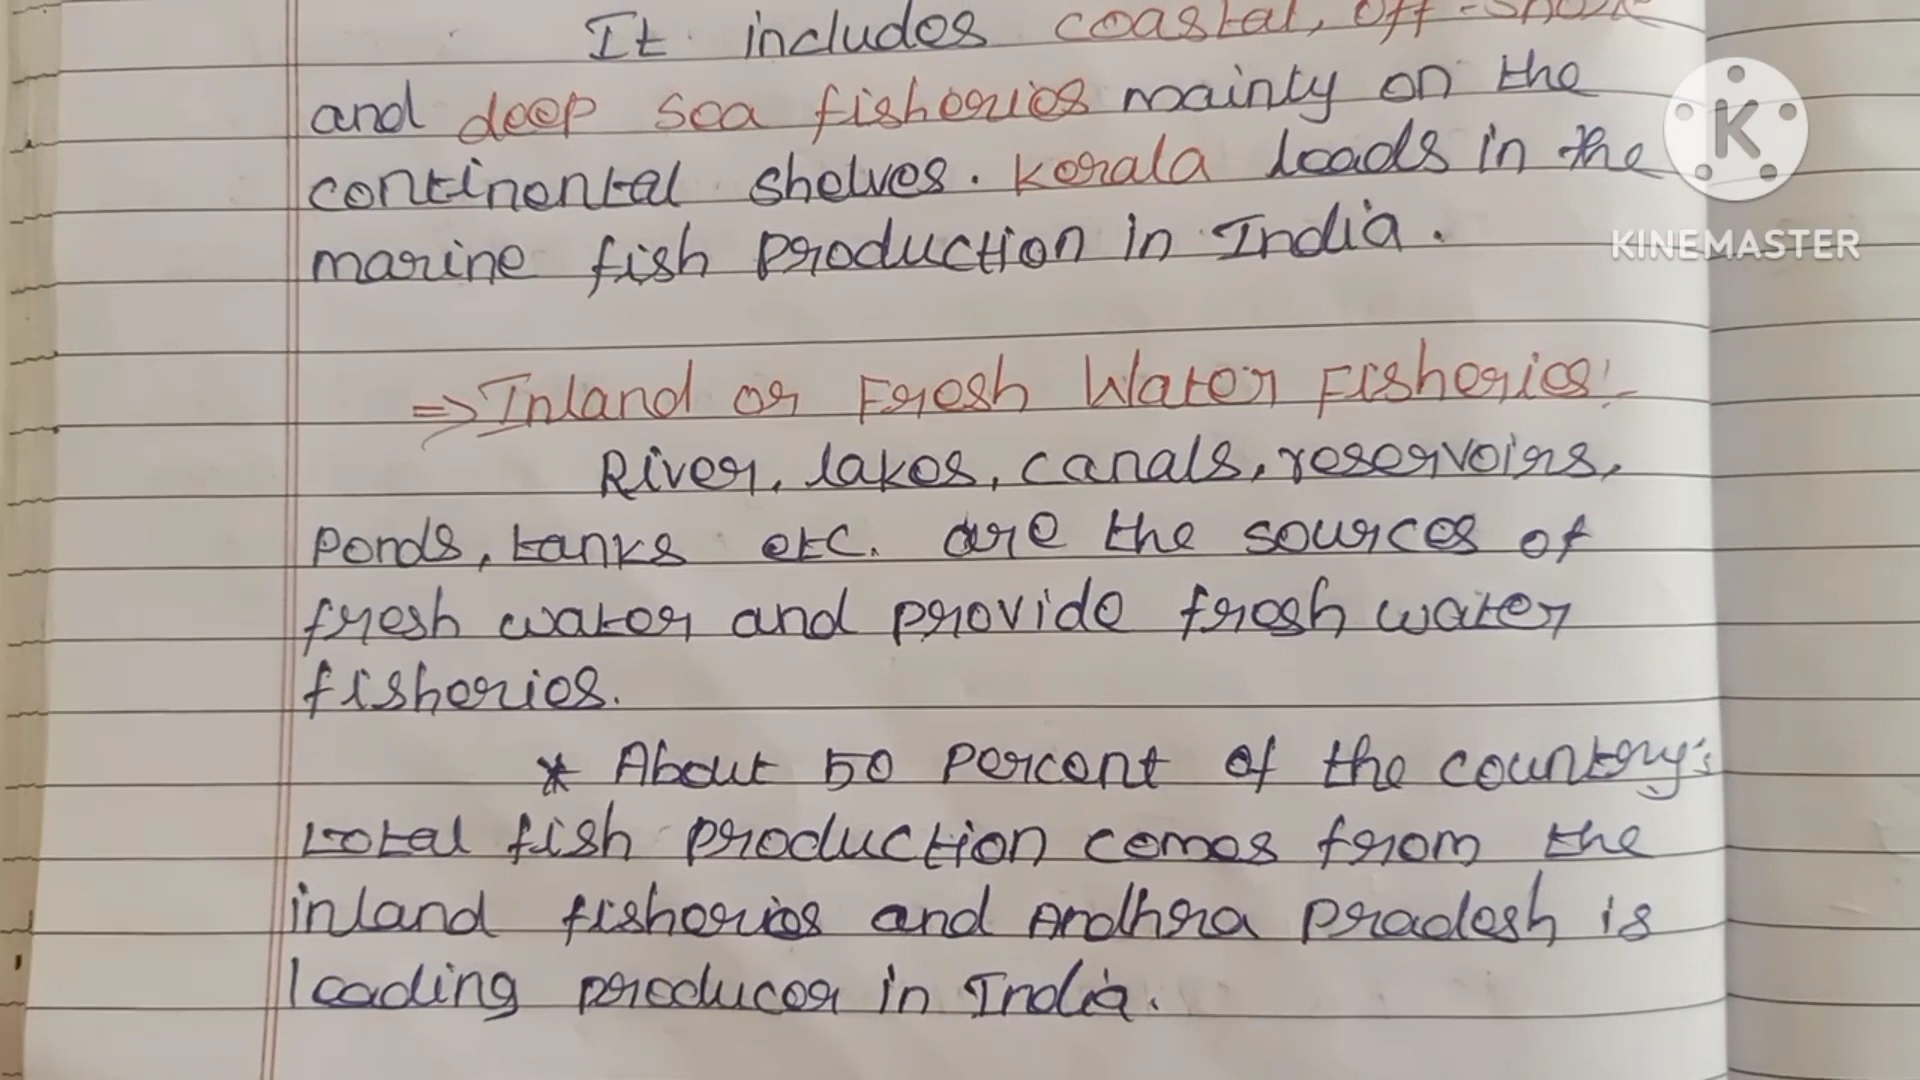 It includes coastal, off-shore
and deep sea fisheries mainly on the
continental shelves. Kerala leads in the
marine fish production in India.
⇒ Inland or Fresh Water Fisheries:-
River, lakes, canals, reservoirs,
Ponds, tanks etc. are the sources of
fresh water and provide fresh water
fisheries.
* About 50 percent of the country's
total fish production comes from the
inland fisheries and Andhra Pradesh is
leading producer in India.
K
KINEMASTER